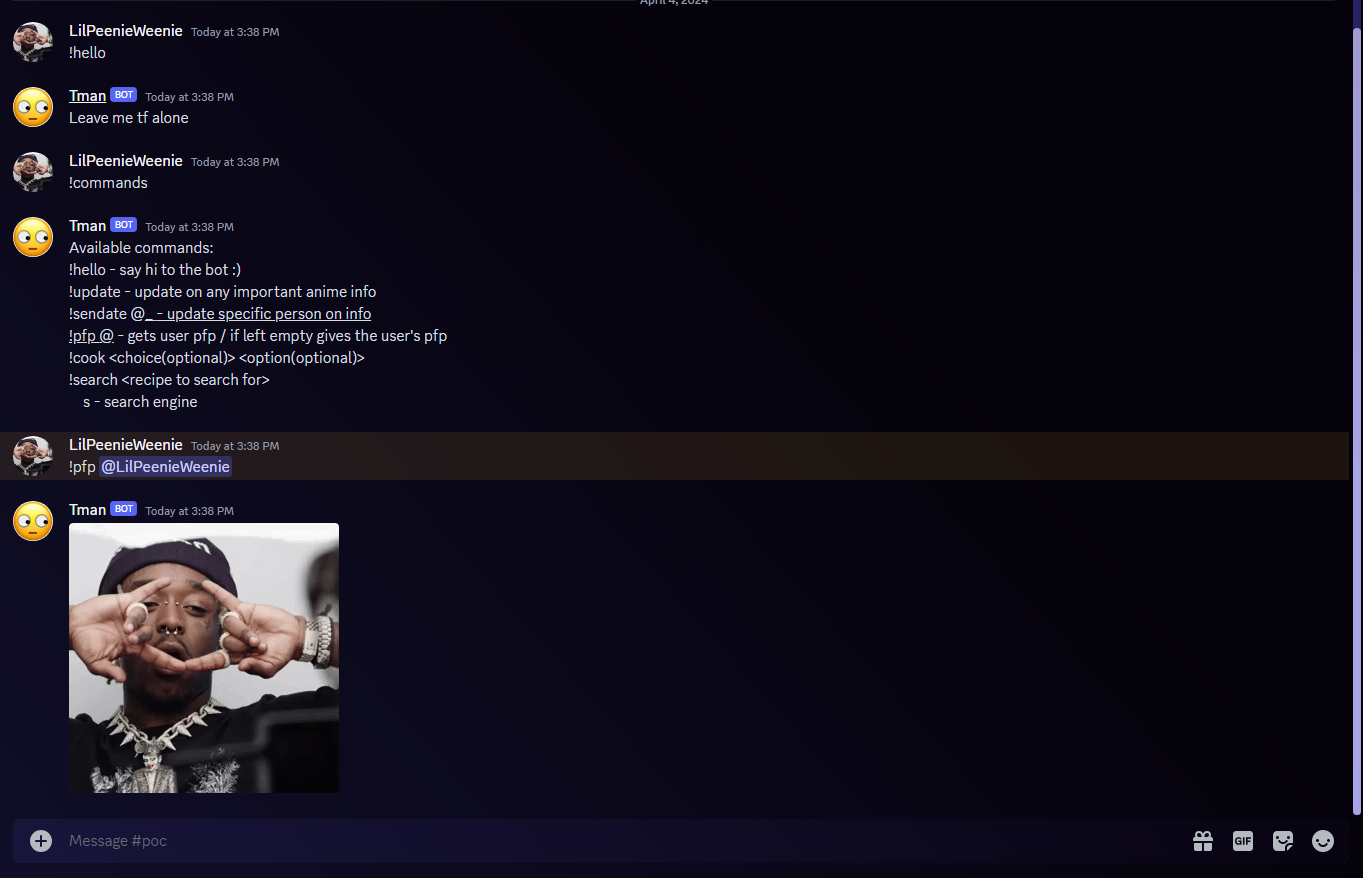 April 4, 2024
LilPeenieWeenie Today at 3:38 PM
!hello
Tman BOT Today at 3:38 PM
Leave me tf alone
LilPeenieWeenie Today at 3:38 PM
!commands
Tman BOT Today at 3:38 PM
Available commands:
!hello - say hi to the bot :)
!update - update on any important anime info
!sendate @_ - update specific person on info
!pfp @ - gets user pfp / if left empty gives the user's pfp
!cook <choice(optional)> <option(optional)>
!search <recipe to search for>
s - search engine
LilPeenieWeenie Today at 3:38 PM
!pfp @LilPeenieWeenie
Tman BOT Today at 3:38 PM
Message #poc
GIF